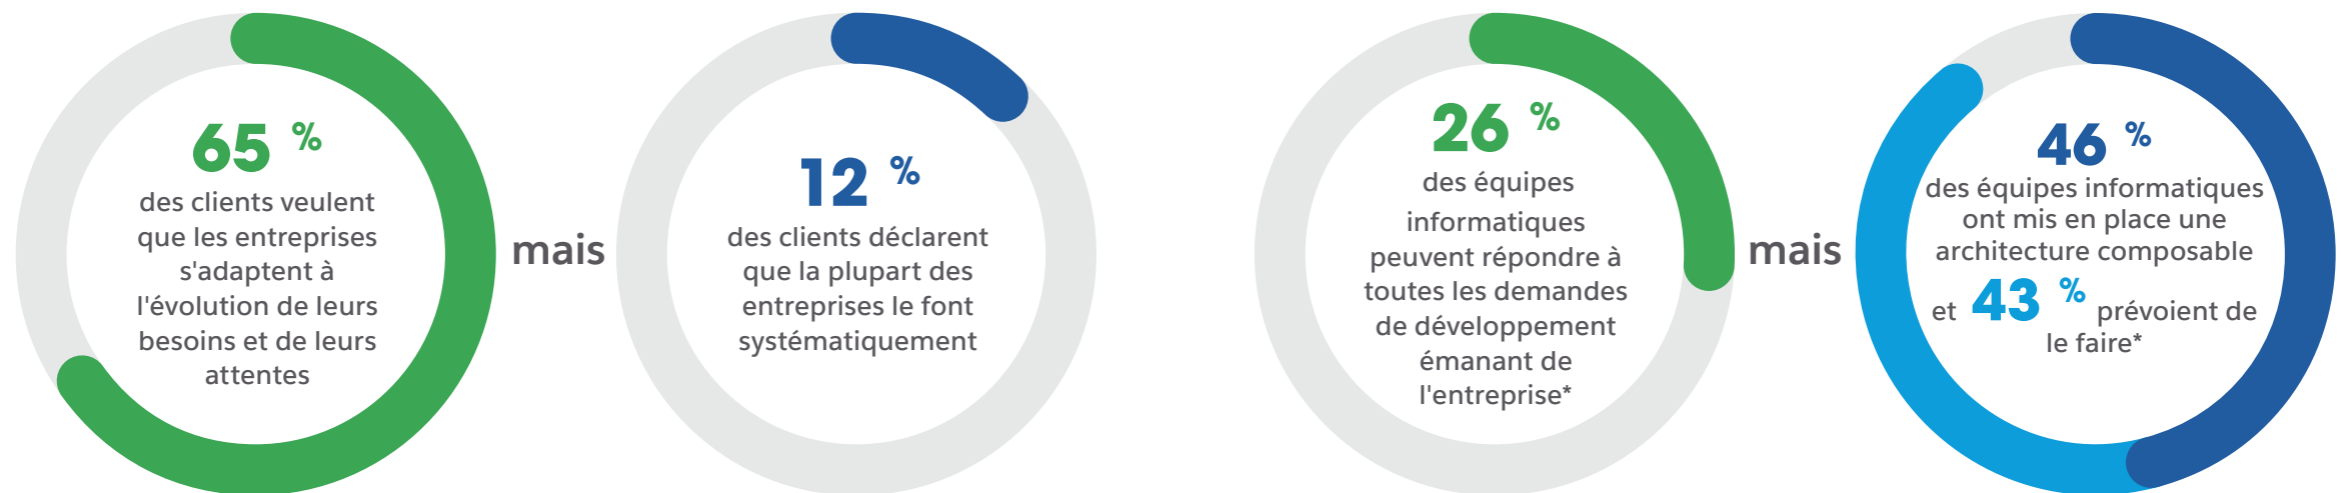 65 %
des clients veulent
que les entreprises
s'adaptent à
l'évolution de leurs
besoins et de leurs
attentes
mais
12 %
des clients déclarent
que la plupart des
entreprises le font
systématiquement
26 %
des équipes
informatiques
peuvent répondre à
toutes les demandes
de développement
émanant de
l'entreprise*
mais
46 %
des équipes informatiques
ont mis en place une
architecture composable
et 43 % prévoient de
le faire*